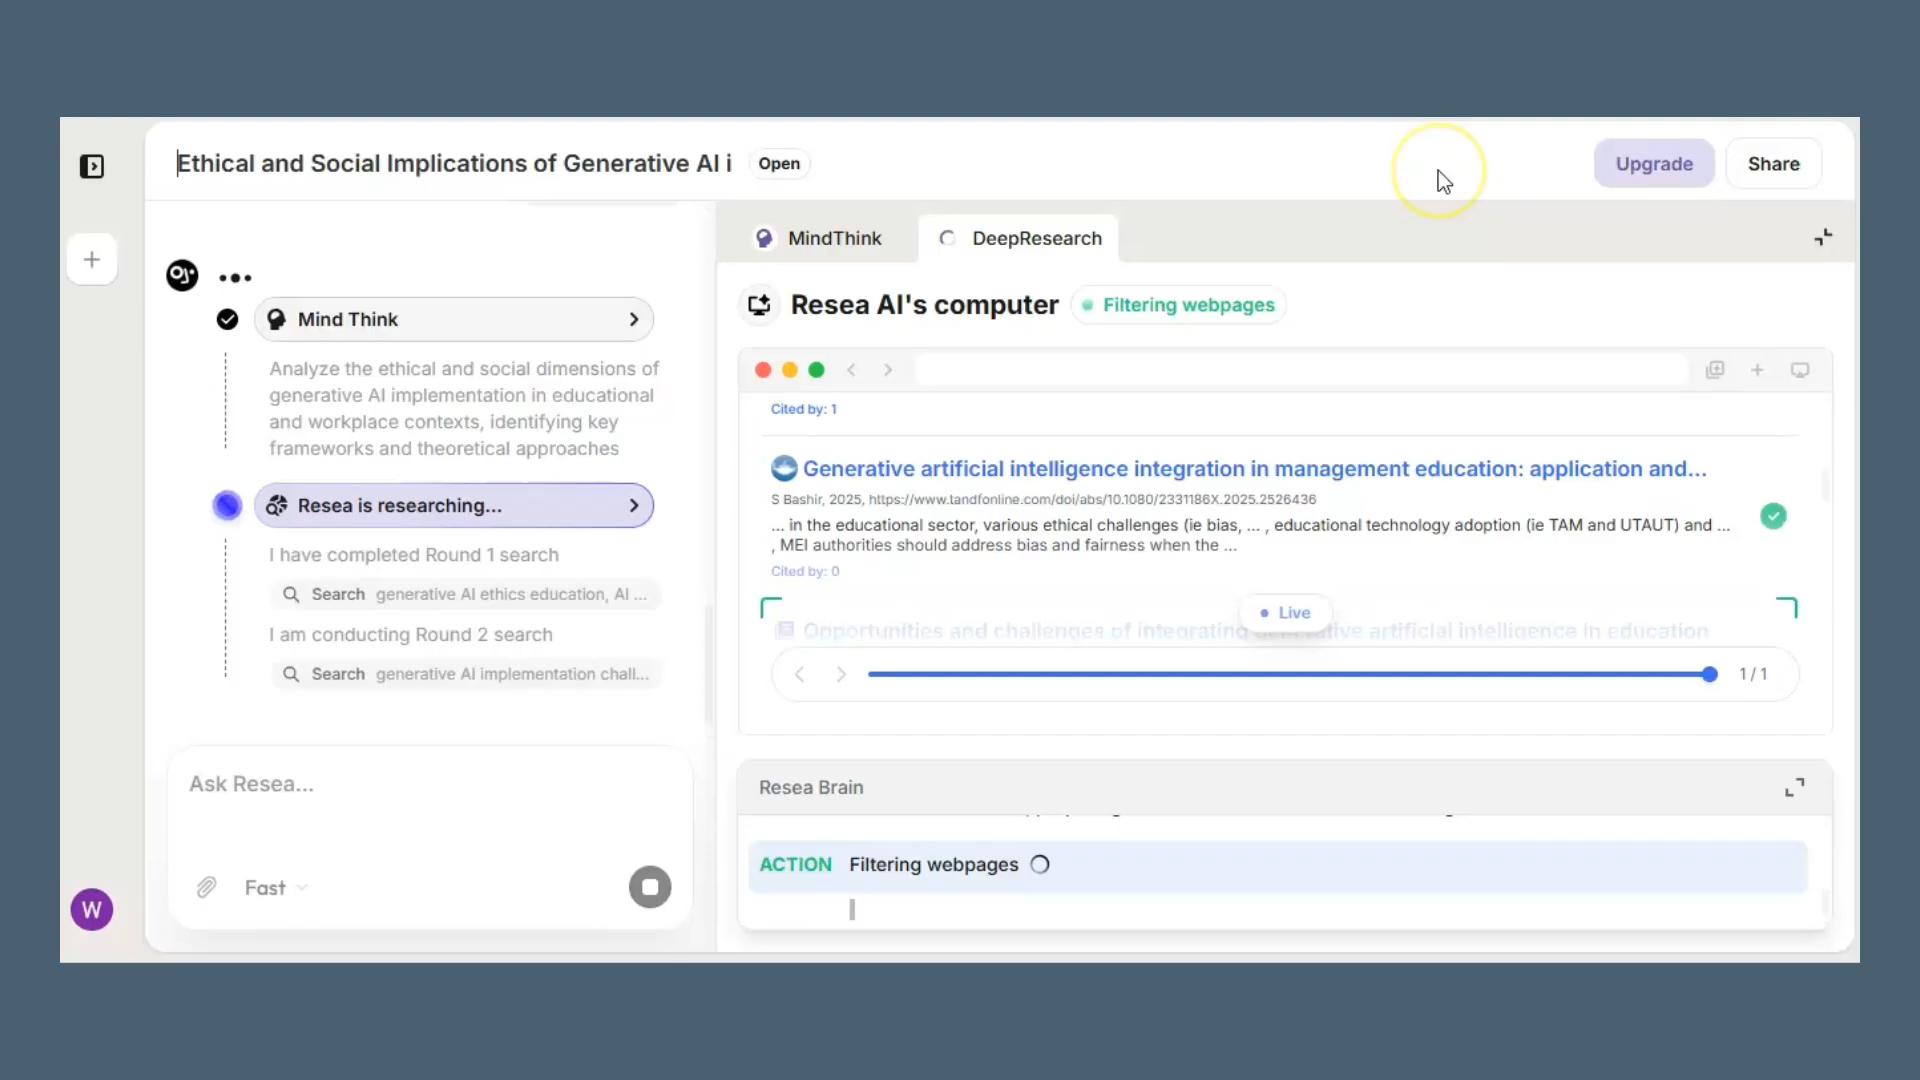 Ethical and Social Implications of Generative AI i
Open
Upgrade
Share
Mind Think
Analyze the ethical and social dimensions of
generative AI implementation in educational
and workplace contexts, identifying key
frameworks and theoretical approaches
Resea is researching...
I have completed Round 1 search
Search generative AI ethics education, AI ...
I am conducting Round 2 search
Search generative AI implementation chall...
Ask Resea...
Fast
W
MindThink
DeepResearch
Resea AI's computer
Filtering webpages
Cited by: 1
Generative artificial intelligence integration in management education: application and...
S Bashir, 2025, https://www.tandfonline.com/doi/abs/10.1080/2331186X.2025.2526436
... in the educational sector, various ethical challenges (ie bias, ... , educational technology adoption (ie TAM and UTAUT) and ...
, MEI authorities should address bias and fairness when the ...
Cited by: 0
Live
Opportunities and challenges of integrating generative artificial intelligence in education
1 / 1
Resea Brain
ACTION Filtering webpages